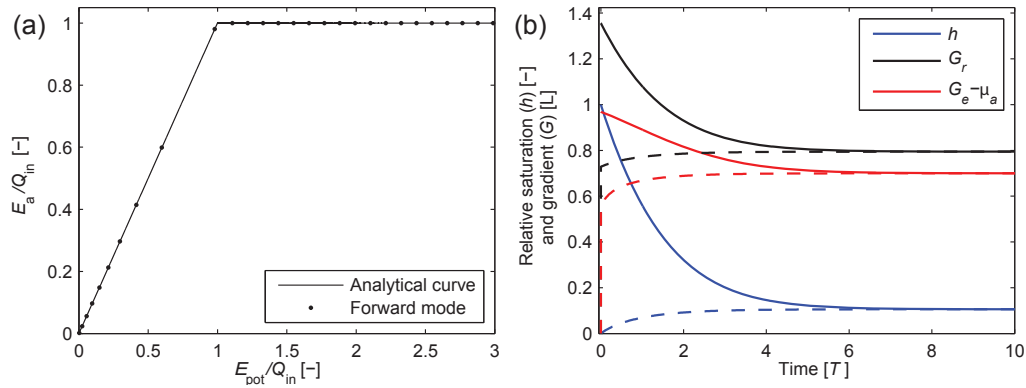 (a)
1
0.8
0.6
0.4
0.2
0
E_a/Q_in [−]
0 0.5 1 1.5 2 2.5 3
E_pot/Q_in [−]
Analytical curve
Forward mode
(b)
1.4
1.2
1
0.8
0.6
0.4
0.2
0
Relative saturation (h) [-]
and gradient (G) [L]
0 2 4 6 8 10
Time [T]
h
G_r
G_e−μ_a